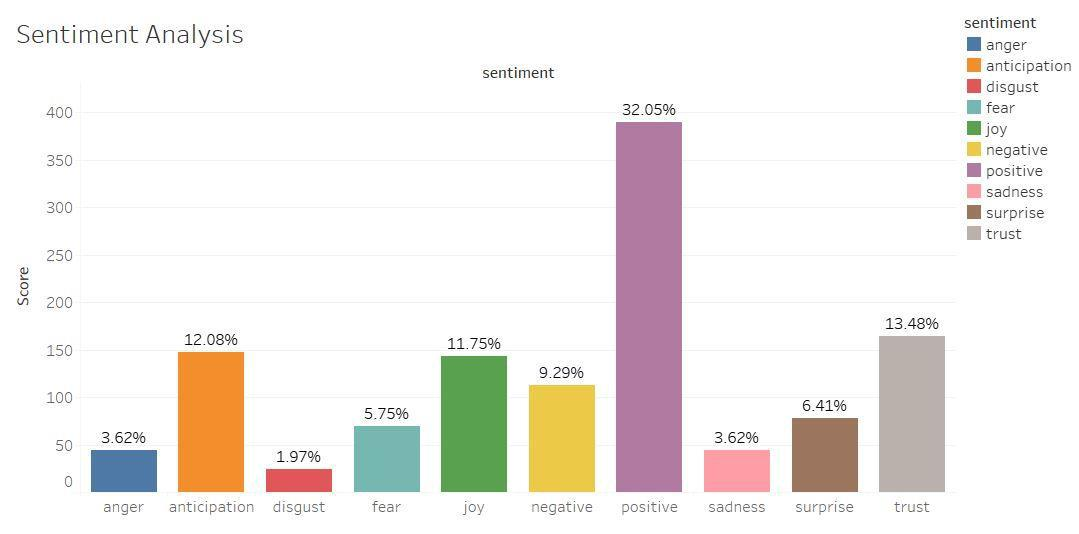 Sentiment Analysis
sentiment
Score
400
350
300
250
200
150
100
50
0
3.62%
12.08%
1.97%
5.75%
11.75%
9.29%
32.05%
3.62%
6.41%
13.48%
anger
anticipation
disgust
fear
joy
negative
positive
sadness
surprise
trust
sentiment
anger
anticipation
disgust
fear
joy
negative
positive
sadness
surprise
trust